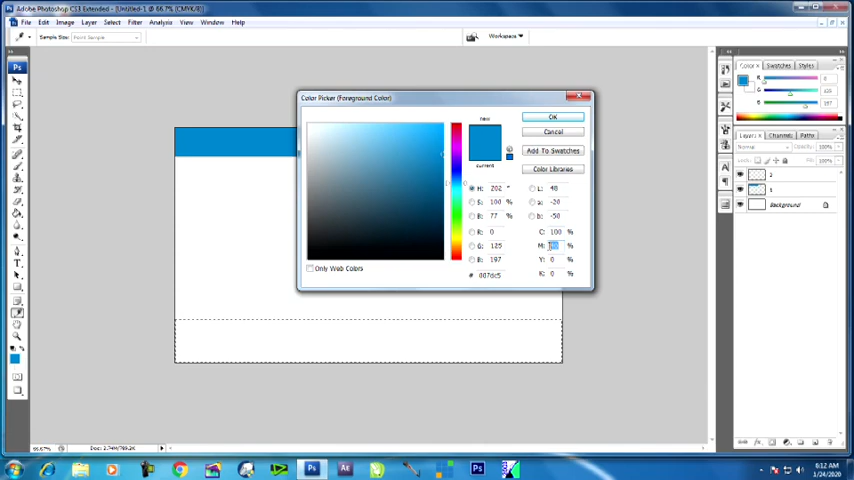 Adobe Photoshop CS3 Extended - [Untitled-1 @ 66.7% (CMYK/8)]
File Edit Image Layer Select Filter Analysis View Window Help
Sample Size: Point Sample
Workspace
Color Swatches Styles
R 0
G
B 197
Color Picker (Foreground Color)
new
current
OK
Cancel
Add To Swatches
Color Libraries
H: 202 °
S: 100 %
B: 77 %
R: 0
G: 125
B: 197
# 007dc5
L: 48
a: -20
b: -50
C: 100 %
M: %
Y: 0 %
K: 0 %
Only Web Colors
Layers Channels Paths
Normal Opacity: 100%
Lock: Fill: 100%
2
1
Background
66.67% Doc:
6:12 AM
1/24/2020